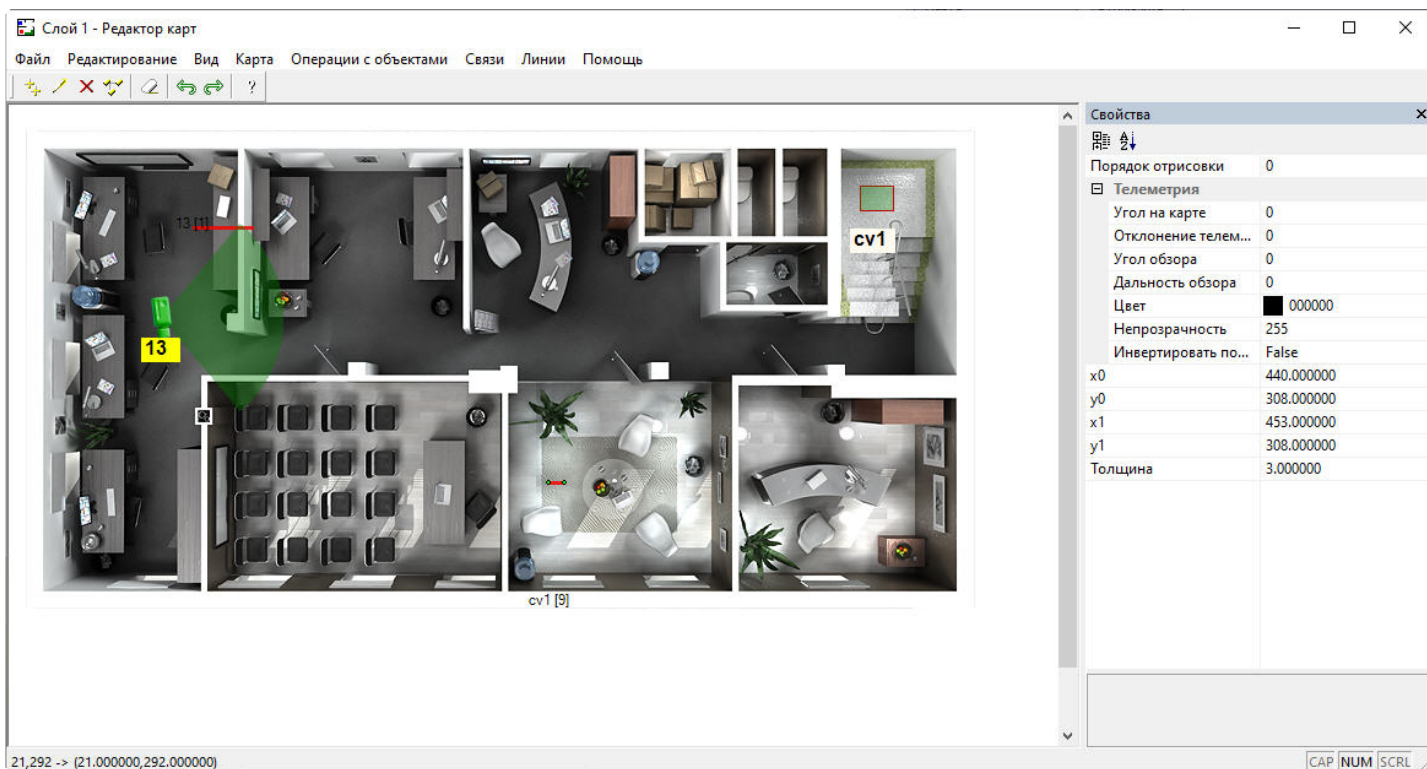 Слой 1 - Редактор карт
Файл Редактирование Вид Карта Операции с объектами Связи Линии Помощь
?
Свойства
Порядок отрисовки 0
Телеметрия
Угол на карте 0
Отклонение телем... 0
Угол обзора 0
Дальность обзора 0
Цвет 000000
Непрозрачность 255
Инвертировать по... False
x0 440.000000
y0 308.000000
x1 453.000000
y1 308.000000
Толщина 3.000000
13 [1]
cv1
13
cv1 [9]
21,292 -> (21.000000,292.000000)
CAP NUM SCRL